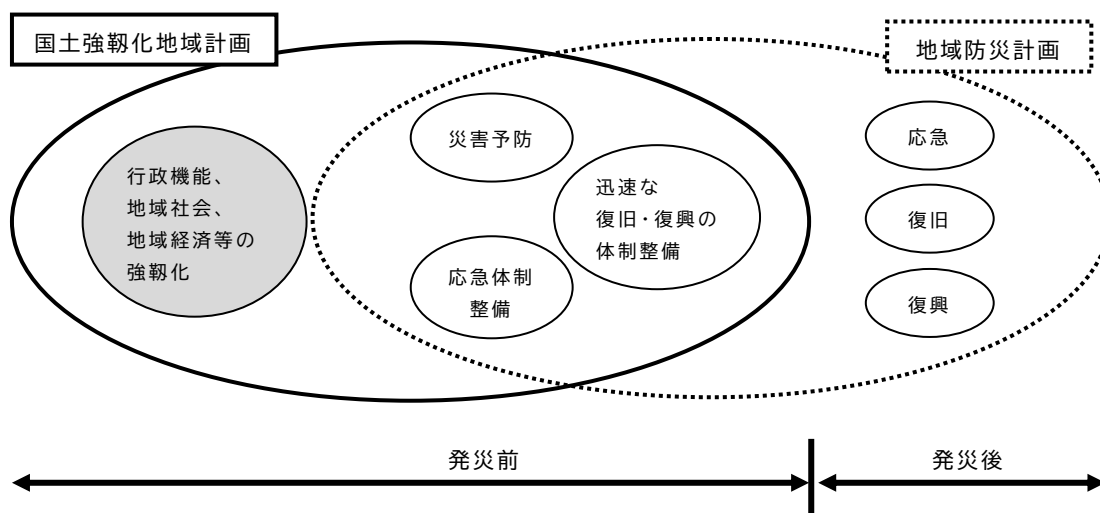 国土強靱化地域計画
地域防災計画
行政機能、
地域社会、
地域経済等の
強靱化
災害予防
迅速な
復旧・復興の
体制整備
応急体制
整備
応急
復旧
復興
発災前
発災後